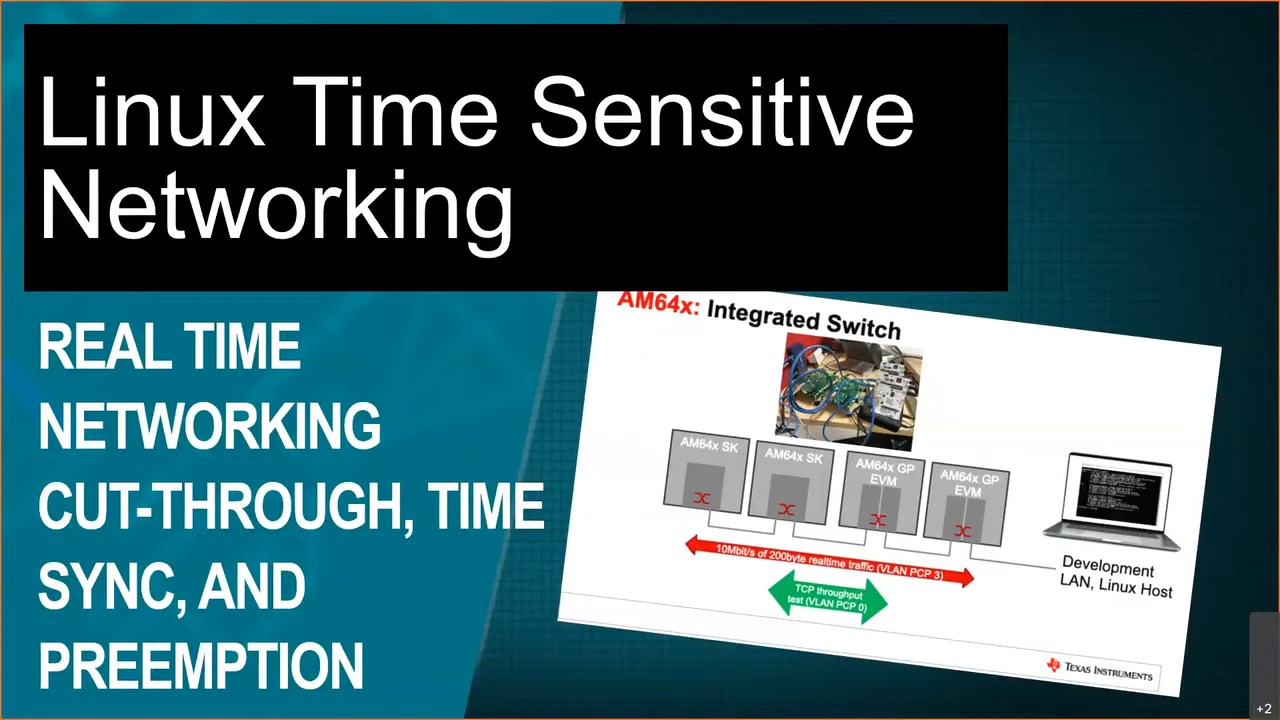 Linux Time Sensitive
Networking
REAL TIME
NETWORKING
CUT-THROUGH, TIME
SYNC, AND
PREEMPTION
AM64x: Integrated Switch
AM64x SK
AM64x SK
AM64x GP
EVM
AM64x GP
EVM
10Mbit/s of 200byte realtime traffic (VLAN PCP 3)
TCP throughput
test (VLAN PCP 0)
Development
LAN, Linux Host
TEXAS INSTRUMENTS
+2